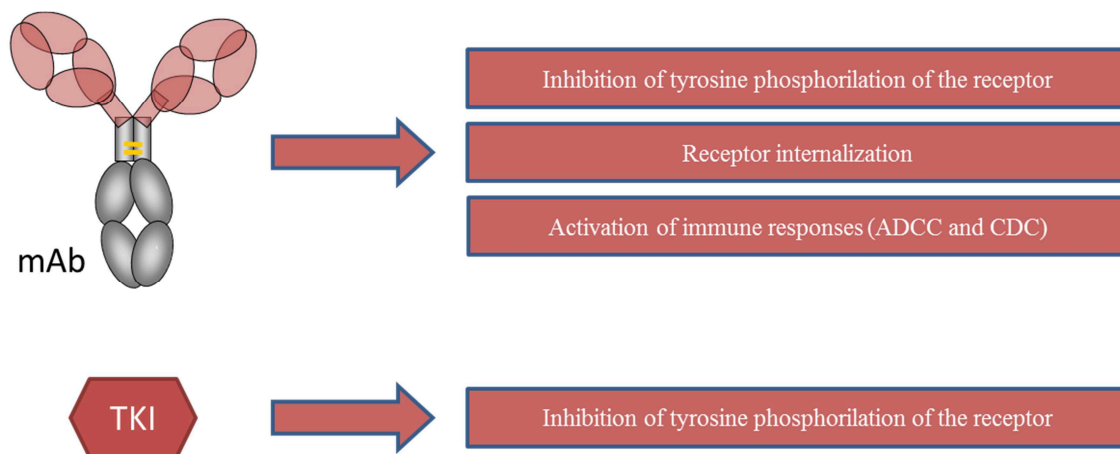 Inhibition of tyrosine phosphorilation of the receptor
Receptor internalization
Activation of immune responses (ADCC and CDC)
mAb
TKI
Inhibition of tyrosine phosphorilation of the receptor